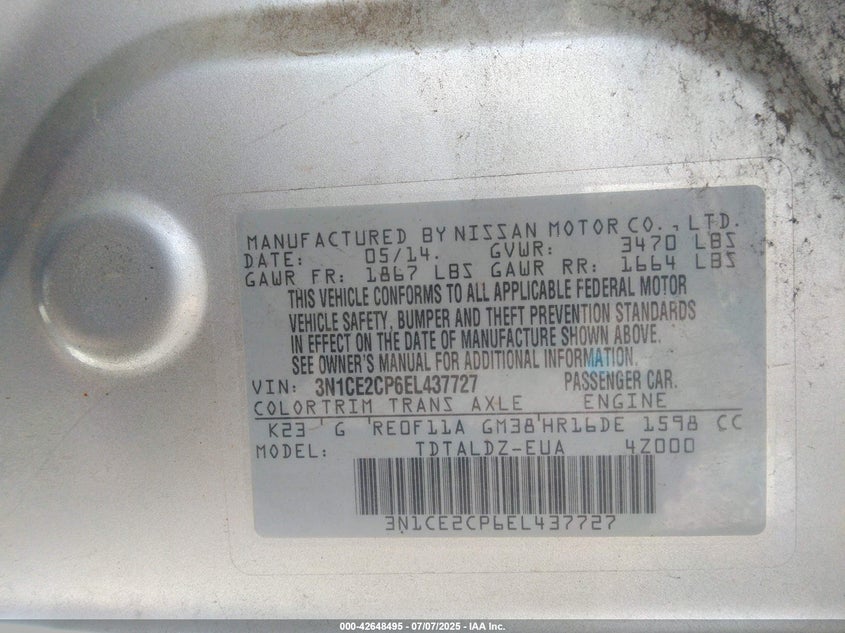 MANUFACTURED BY NISSAN MOTOR CO., LTD.
DATE: 05/14. GVWR: 3470 LBS
GAWR FR: 1867 LBS GAWR RR: 1664 LBS
THIS VEHICLE CONFORMS TO ALL APPLICABLE FEDERAL MOTOR
VEHICLE SAFETY, BUMPER AND THEFT PREVENTION STANDARDS
IN EFFECT ON THE DATE OF MANUFACTURE SHOWN ABOVE.
SEE OWNER'S MANUAL FOR ADDITIONAL INFORMATION.
VIN: 3N1CE2CP6EL437727 PASSENGER CAR.
COLOR TRIM TRANS AXLE ENGINE
K23 G RE0F11A GM38 HR16DE 1598 CC
MODEL: TDTALDZ-EUA 4Z000
3N1CE2CP6EL437727
000-42648495 - 07/07/2025 - IAA Inc.